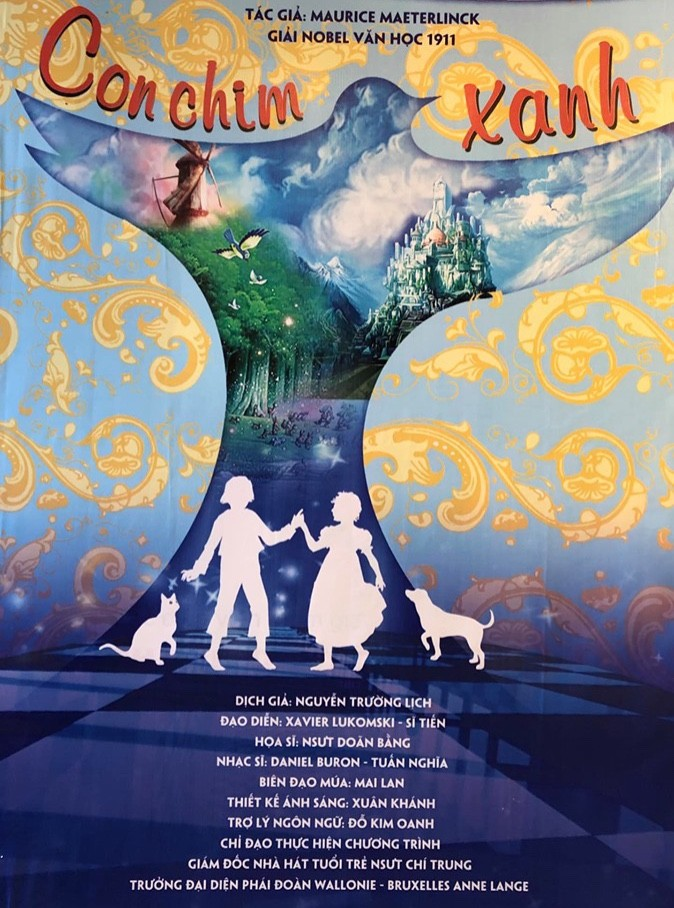 TÁC GIẢ: MAURICE MAETERLINCK
GIẢI NOBEL VĂN HỌC 1911
Con chim xanh
DỊCH GIẢ: NGUYỄN TRƯỜNG LỊCH
ĐẠO DIỄN: XAVIER LUKOMSKI - SĨ TIẾN
HỌA SĨ: NSƯT DOÃN BẰNG
NHẠC SĨ: DANIEL BURON - TUẤN NGHĨA
BIÊN ĐẠO MÚA: MAI LAN
THIẾT KẾ ÁNH SÁNG: XUÂN KHÁNH
TRỢ LÝ NGÔN NGỮ: ĐỖ KIM OANH
CHỈ ĐẠO THỰC HIỆN CHƯƠNG TRÌNH
GIÁM ĐỐC NHÀ HÁT TUỔI TRẺ NSƯT CHÍ TRUNG
TRƯỞNG ĐẠI DIỆN PHÁI ĐOÀN WALLONIE - BRUXELLES ANNE LANGE